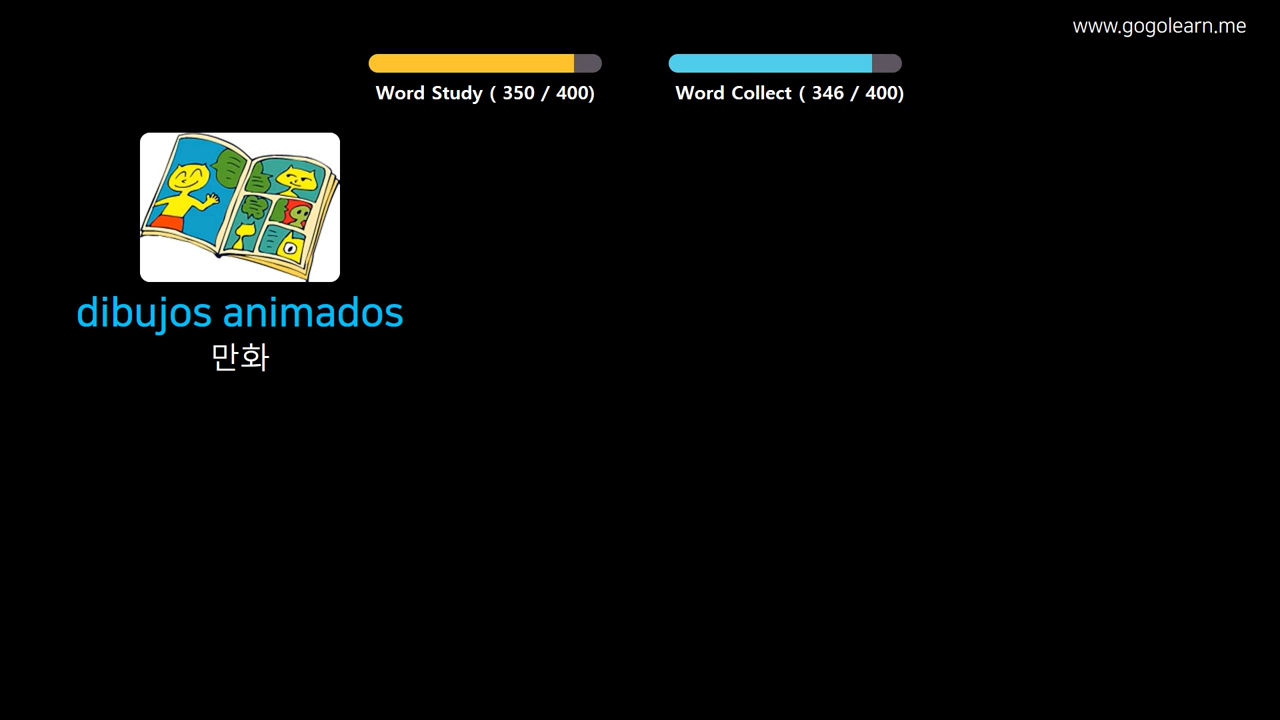 www.gogolearn.me
Word Study ( 350 / 400)
Word Collect ( 346 / 400)
dibujos animados
만화